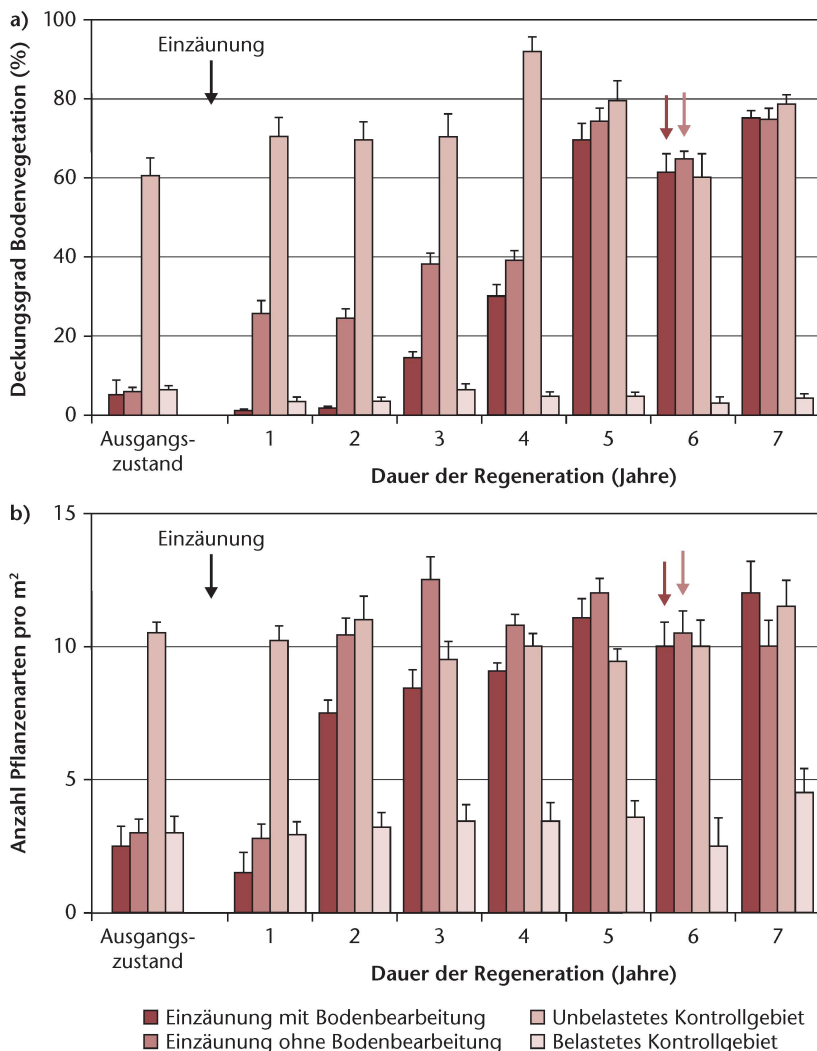 a)
Deckungsgrad Bodenvegetation (%)
100
80
60
40
20
0
Einzäunung
Ausgangs-
zustand
1 2 3 4 5 6 7
Dauer der Regeneration (Jahre)
b)
Anzahl Pflanzenarten pro m²
15
10
5
0
Einzäunung
Ausgangs-
zustand
1 2 3 4 5 6 7
Dauer der Regeneration (Jahre)
Einzäunung mit Bodenbearbeitung
Einzäunung ohne Bodenbearbeitung
Unbelastetes Kontrollgebiet
Belastetes Kontrollgebiet